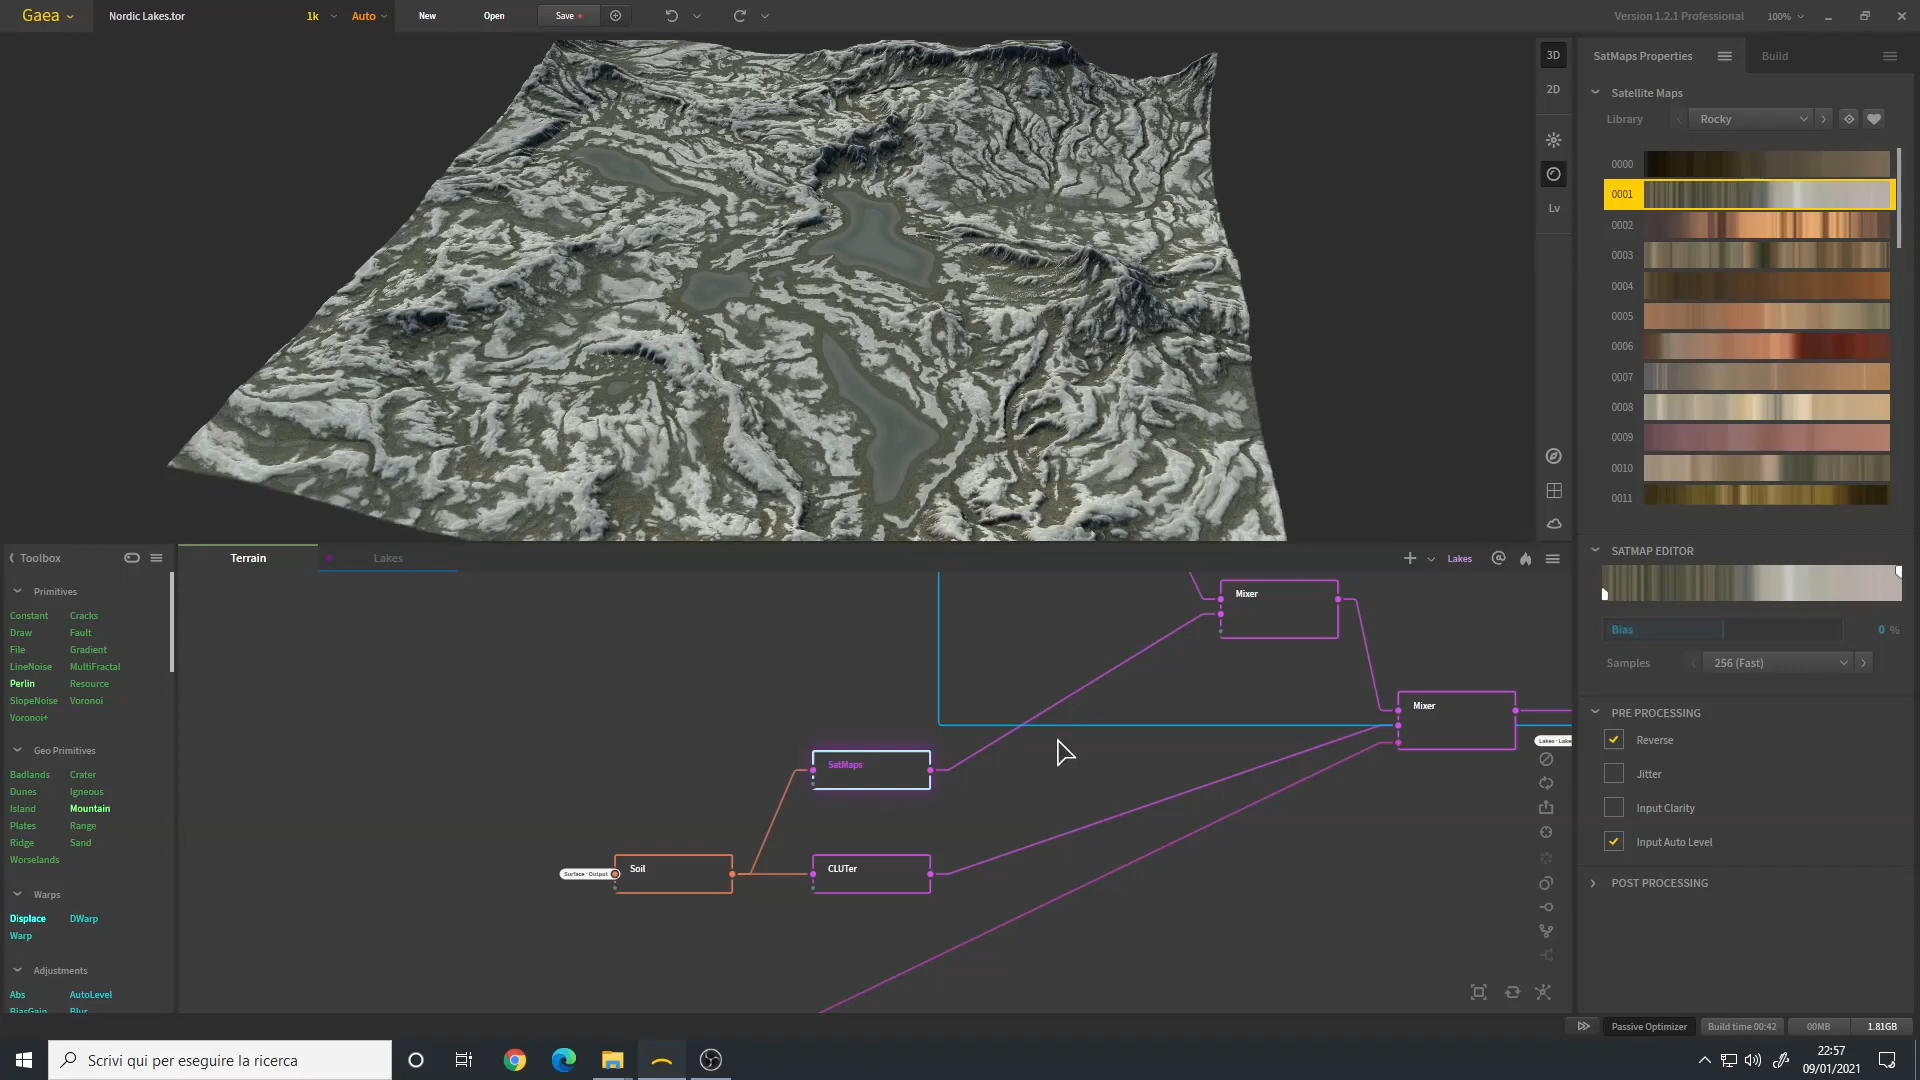 Gaea
Nordic Lakes.tor
1k
Auto
New
Open
Save
Version 1.2.1 Professional
100%
3D
2D
Lv
SatMaps Properties
Build
Satellite Maps
Library
Rocky
0000
0001
0002
0003
0004
0005
0006
0007
0008
0009
0010
0011
SATMAP EDITOR
Bias
0 %
Samples
256 (Fast)
PRE PROCESSING
Reverse
Jitter
Input Clarity
Input Auto Level
POST PROCESSING
Toolbox
Primitives
Constant Cracks
Draw Fault
File Gradient
LineNoise MultiFractal
Perlin Resource
SlopeNoise Voronoi
Voronoi+
Geo Primitives
Badlands Crater
Dunes Igneous
Island Mountain
Plates Range
Ridge Sand
Worselands
Warps
Displace DWarp
Warp
Adjustments
Abs AutoLevel
BiasGain Blur
Terrain
Lakes
Lakes
Mixer
Mixer
Lakes - Lake
SatMaps
Surface - Output
Soil
CLUTer
Passive Optimizer
Build time 00:42
00MB
1.81GB
Scrivi qui per eseguire la ricerca
22:57
09/01/2021